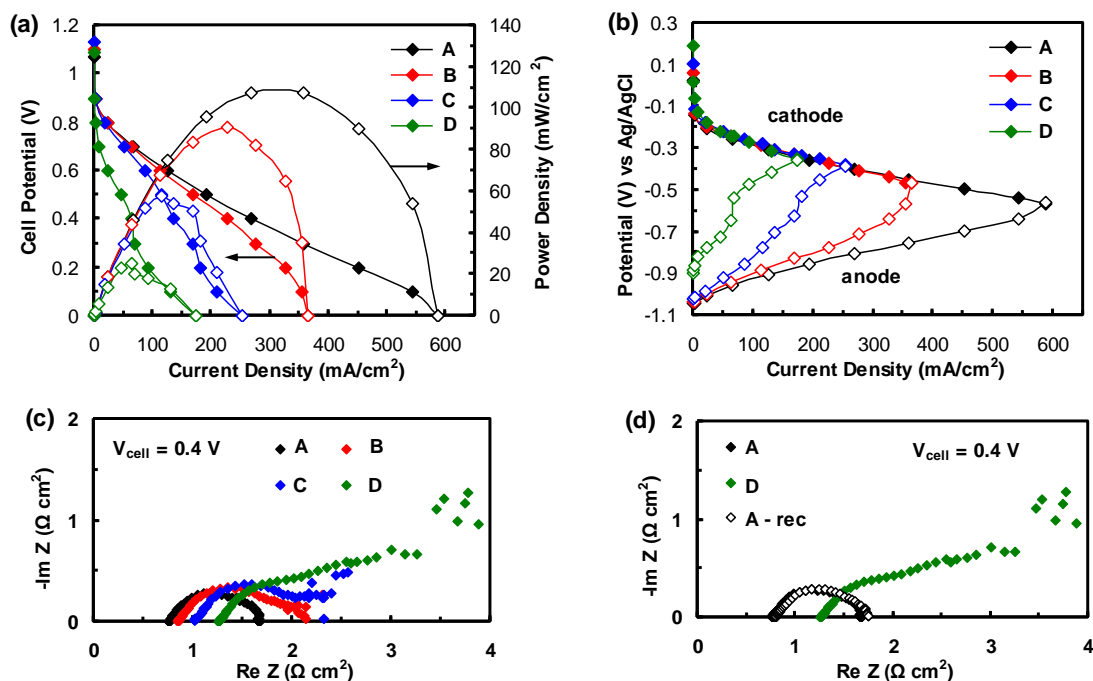 (a)
1.2
1
0.8
0.6
0.4
0.2
0
Cell Potential (V)
140
120
100
80
60
40
20
0
Power Density (mW/cm²)
A
B
C
D
0 100 200 300 400 500 600
Current Density (mA/cm²)
(b)
0.3
0.1
-0.1
-0.3
-0.5
-0.7
-0.9
-1.1
Potential (V) vs Ag/AgCl
cathode
anode
A
B
C
D
0 100 200 300 400 500 600
Current Density (mA/cm²)
(c)
2
1
0
-Im Z (Ω cm²)
V_cell = 0.4 V
A B
C D
0 1 2 3 4
Re Z (Ω cm²)
(d)
2
1
0
-Im Z (Ω cm²)
A
D
A - rec
V_cell = 0.4 V
0 1 2 3 4
Re Z (Ω cm²)